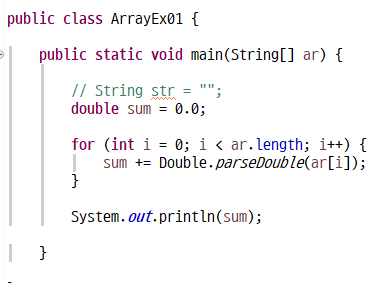 public class ArrayEx01 {
public static void main(String[] ar) {
// String str = "";
double sum = 0.0;
for (int i = 0; i < ar.length; i++) {
sum += Double.parseDouble(ar[i]);
}
System.out.println(sum);
}